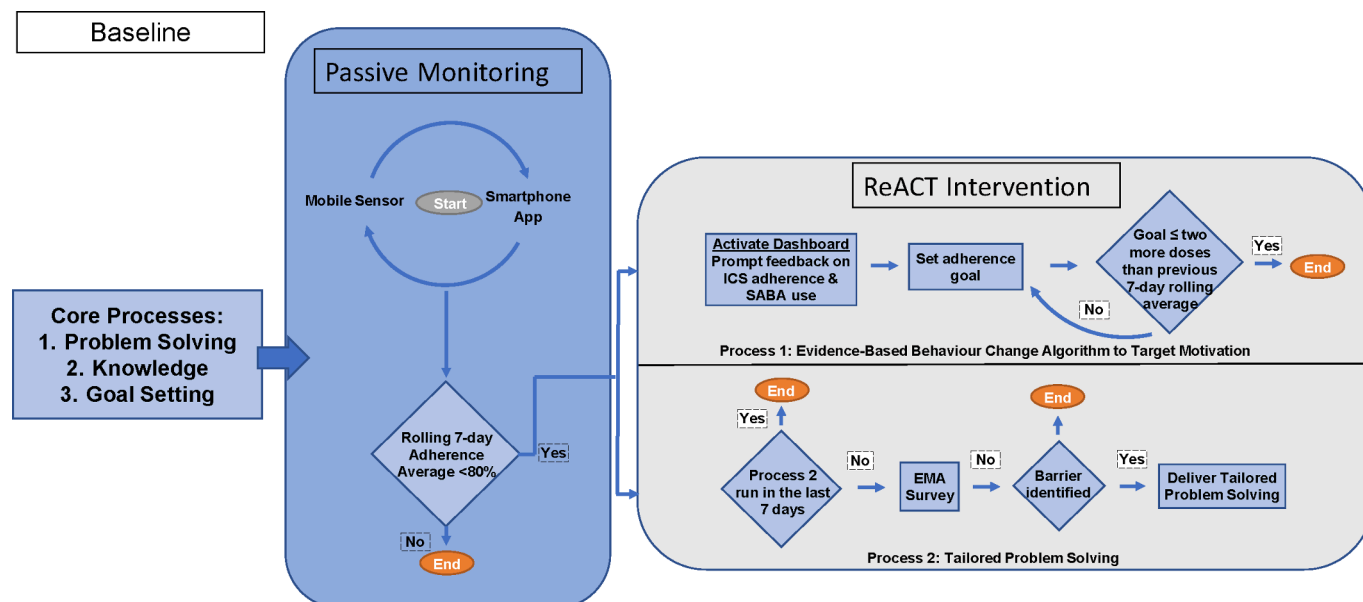 Baseline
Core Processes:
1. Problem Solving
2. Knowledge
3. Goal Setting
Passive Monitoring
Mobile Sensor
Start
Smartphone
App
Rolling 7-day
Adherence
Average <80%
Yes
No
End
ReACT Intervention
Activate Dashboard
Prompt feedback on
ICS adherence &
SABA use
Set adherence
goal
Goal ≤ two
more doses
than previous
7-day rolling
average
Yes
End
No
Process 1: Evidence-Based Behaviour Change Algorithm to Target Motivation
End
Yes
Process 2
run in the last
7 days
No
EMA
Survey
No
End
Barrier
identified
Yes
Deliver Tailored
Problem Solving
Process 2: Tailored Problem Solving